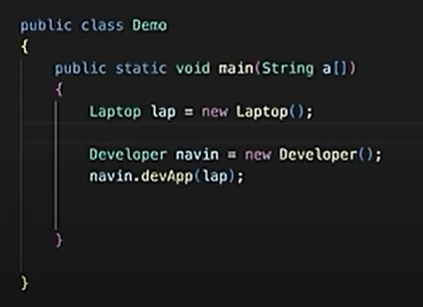 public class Demo
{
    public static void main(String a[])
    {
        Laptop lap = new Laptop();

        Developer navin = new Developer();
        navin.devApp(lap);

    }

}